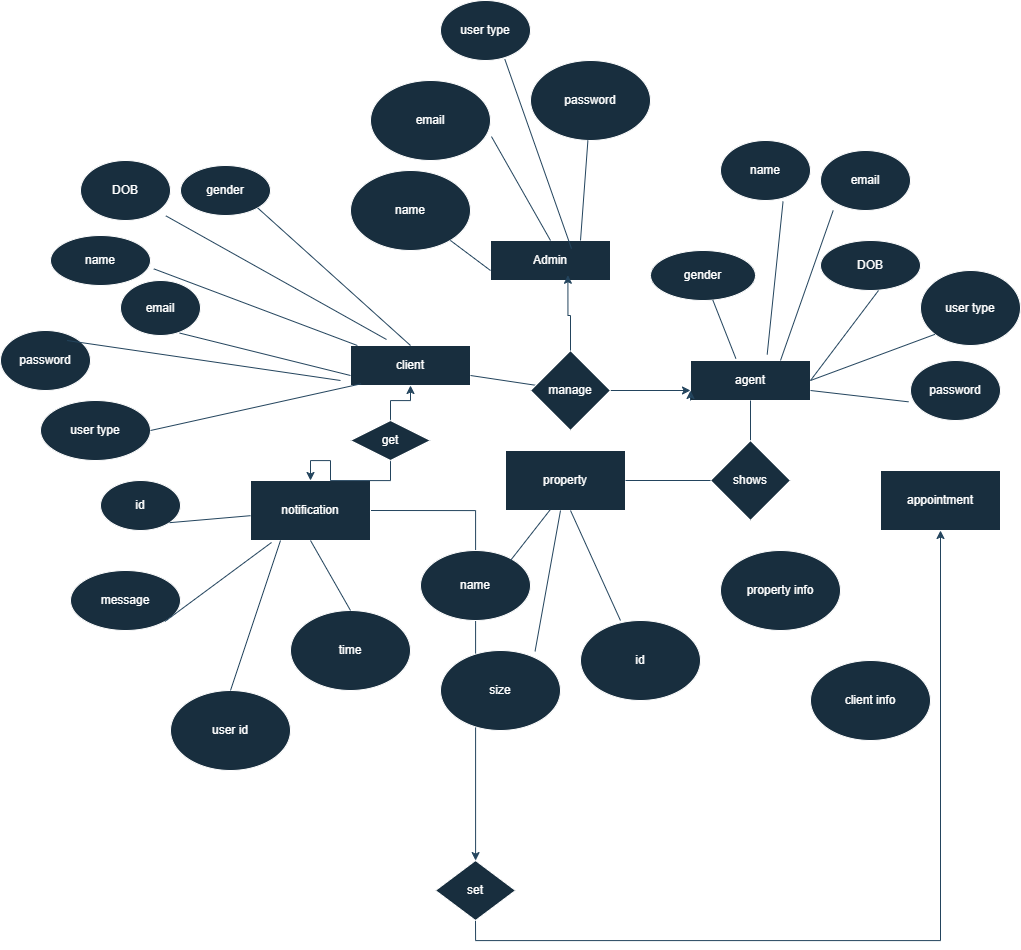 user type
password
email
name
Admin
DOB
gender
name
email
password
user type
client
name
email
gender
DOB
user type
password
agent
manage
get
shows
notification
property
appointment
id
message
time
user id
name
size
id
property info
client info
set